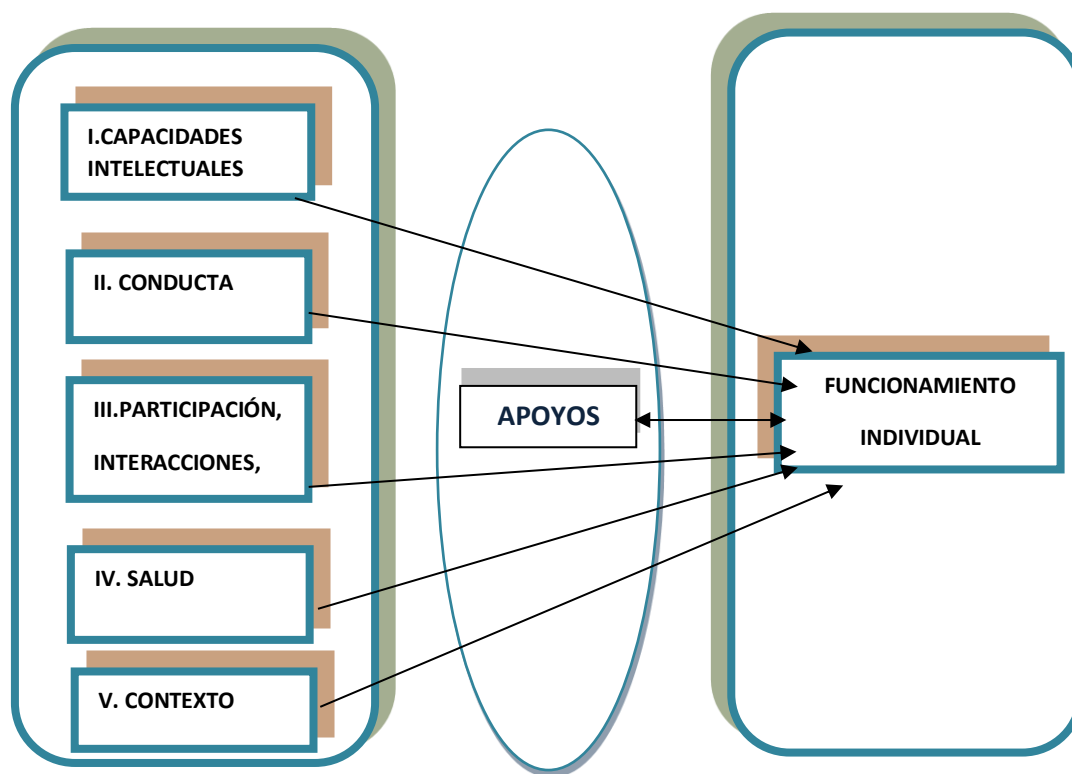 I.CAPACIDADES
INTELECTUALES
II. CONDUCTA
III.PARTICIPACIÓN,
INTERACCIONES,
IV. SALUD
V. CONTEXTO
APOYOS
FUNCIONAMIENTO
INDIVIDUAL